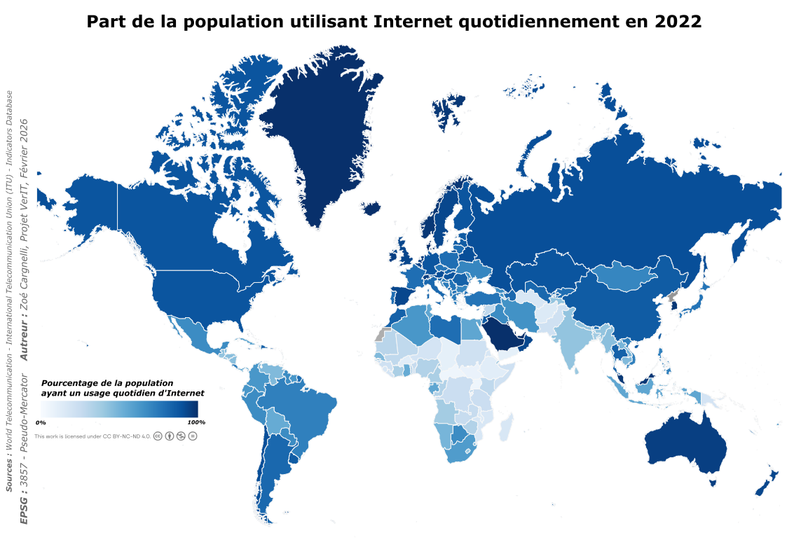 Part de la population utilisant Internet quotidiennement en 2022
Sources : World Telecommunication - International Telecommunication Union (ITU) - Indicators Database
EPSG : 3857 - Pseudo-Mercator Autreur : Zoé Cargnelli, Projet VerIT, Février 2026
Pourcentage de la population
ayant un usage quotidien d'Internet
0% 100%
This work is licensed under CC BY-NC-ND 4.0.